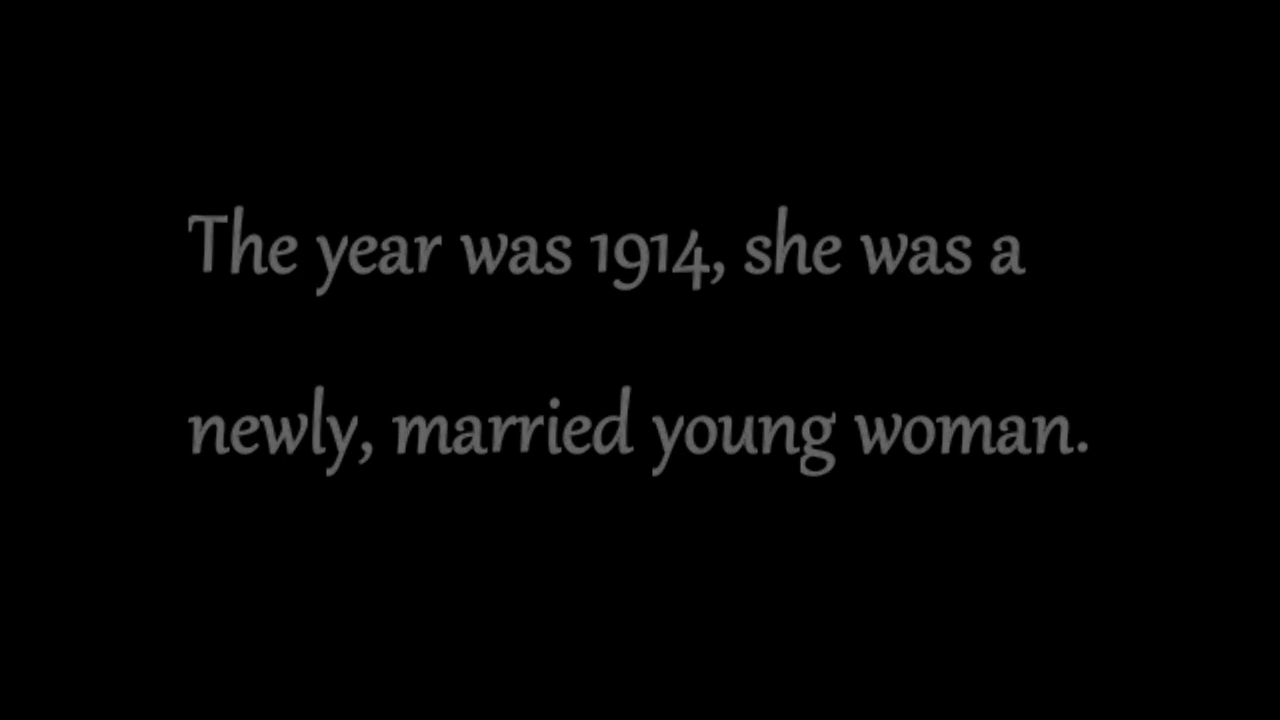 The year was 1914, she was a
newly, married young woman.